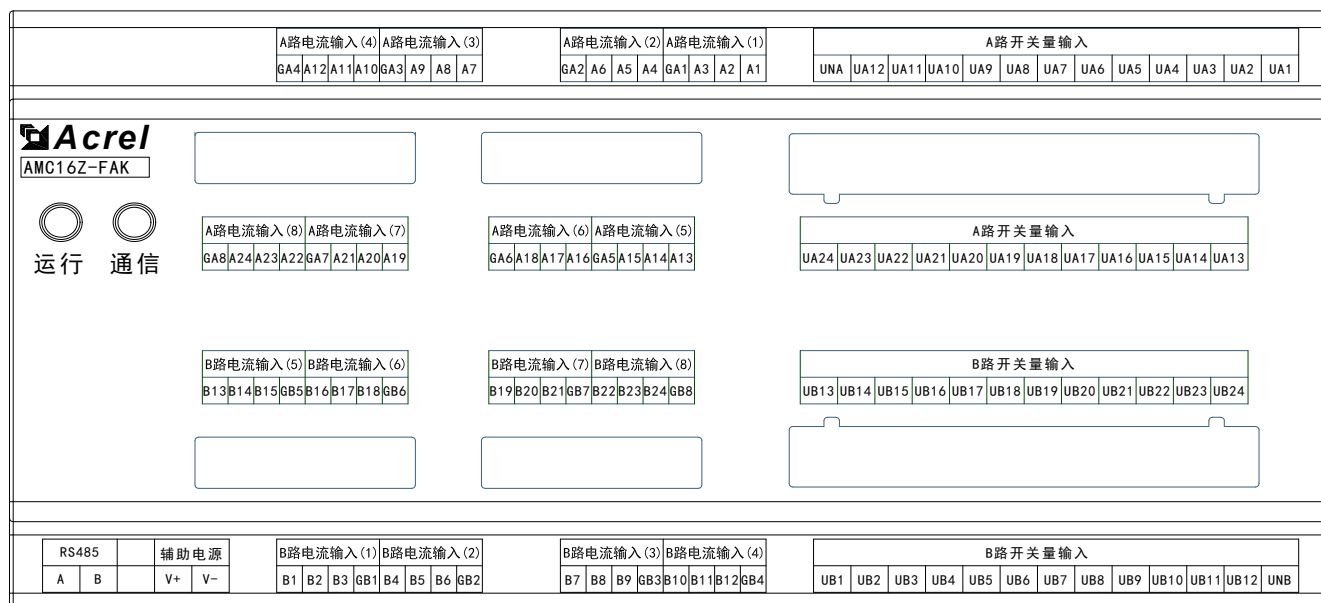 A路电流输入(4) A路电流输入(3) A路电流输入(2) A路电流输入(1) A路开关量输入
GA4 A12 A11 A10 GA3 A9 A8 A7 GA2 A6 A5 A4 GA1 A3 A2 A1 UNA UA12 UA11 UA10 UA9 UA8 UA7 UA6 UA5 UA4 UA3 UA2 UA1
Acrel
AMC16Z-FAK
运行 通信
A路电流输入(8) A路电流输入(7) A路电流输入(6) A路电流输入(5) A路开关量输入
GA8 A24 A23 A22 GA7 A21 A20 A19 GA6 A18 A17 A16 GA5 A15 A14 A13 UA24 UA23 UA22 UA21 UA20 UA19 UA18 UA17 UA16 UA15 UA14 UA13
B路电流输入(5) B路电流输入(6) B路电流输入(7) B路电流输入(8) B路开关量输入
B13 B14 B15 GB5 B16 B17 B18 GB6 B19 B20 B21 GB7 B22 B23 B24 GB8 UB13 UB14 UB15 UB16 UB17 UB18 UB19 UB20 UB21 UB22 UB23 UB24
RS485 辅助电源 B路电流输入(1) B路电流输入(2) B路电流输入(3) B路电流输入(4) B路开关量输入
A B V+ V- B1 B2 B3 GB1 B4 B5 B6 GB2 B7 B8 B9 GB3 B10 B11 B12 GB4 UB1 UB2 UB3 UB4 UB5 UB6 UB7 UB8 UB9 UB10 UB11 UB12 UNB